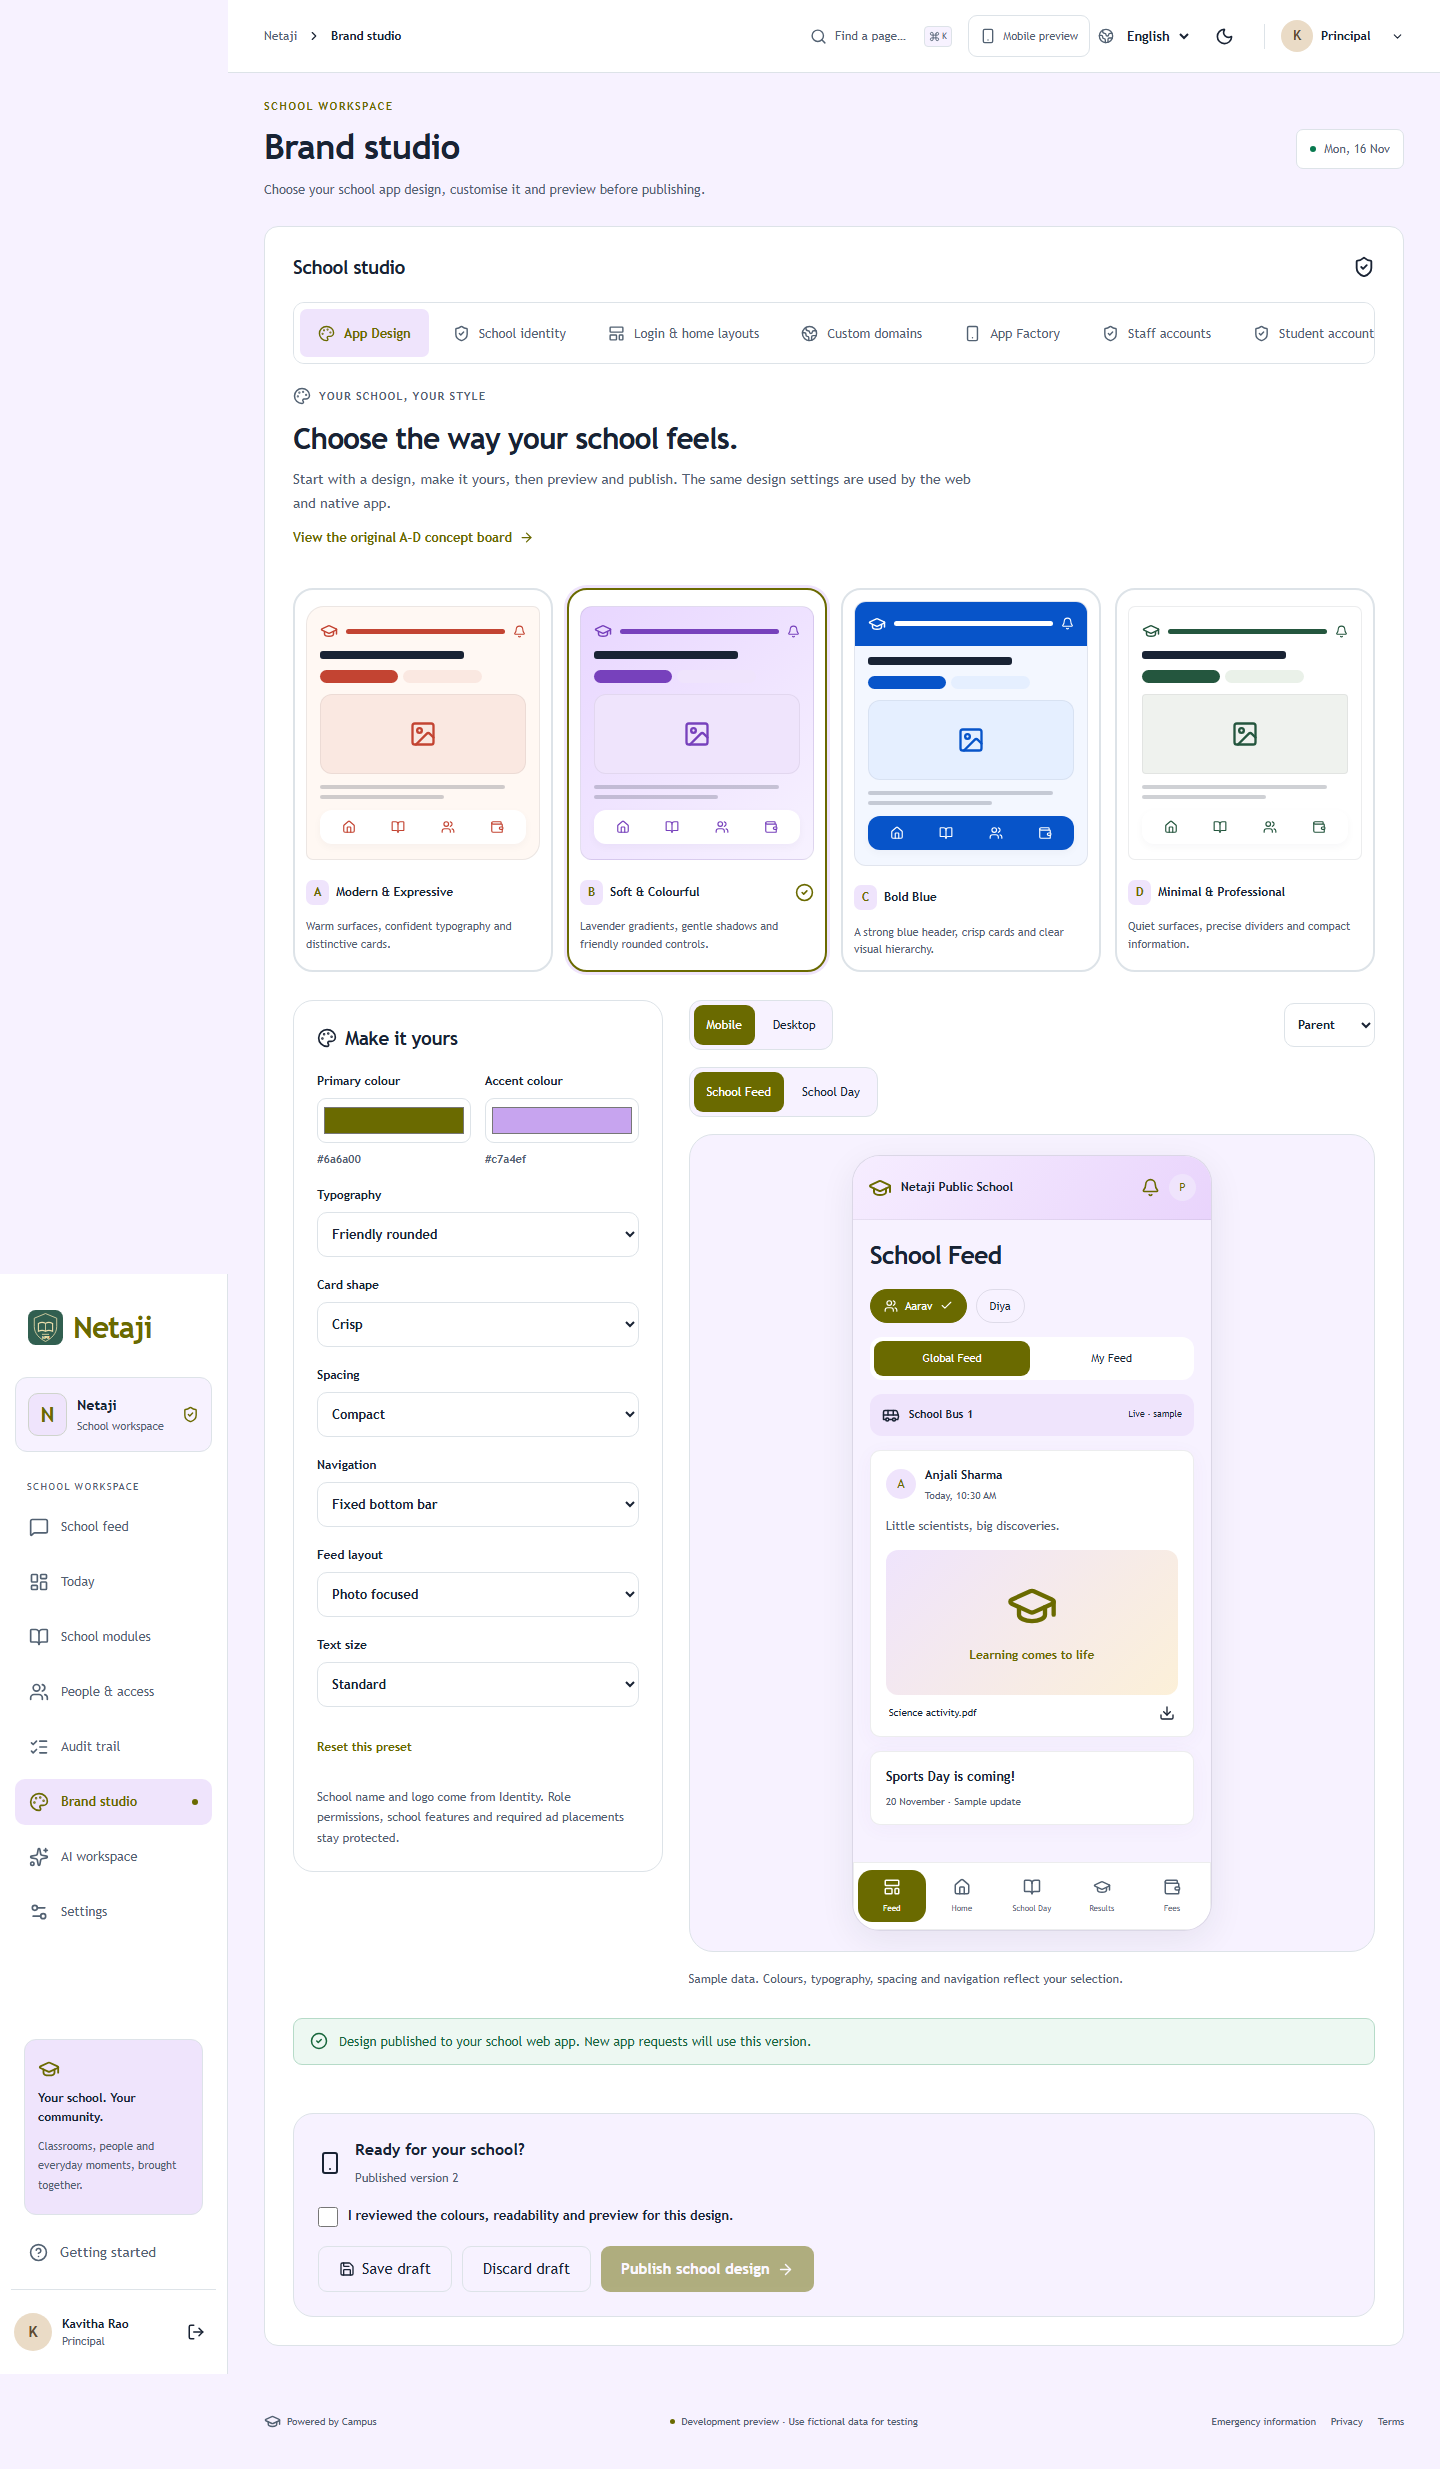 Netaji
Brand studio
Find a page...
⌘K
Mobile preview
English
K
Principal
SCHOOL WORKSPACE
Brand studio
Mon, 16 Nov
Choose your school app design, customise it and preview before publishing.
School studio
App Design
School identity
Login & home layouts
Custom domains
App Factory
Staff accounts
Student account
YOUR SCHOOL, YOUR STYLE
Choose the way your school feels.
Start with a design, make it yours, then preview and publish. The same design settings are used by the web
and native app.
View the original A-D concept board
A
Modern & Expressive
Warm surfaces, confident typography and
distinctive cards.
B
Soft & Colourful
Lavender gradients, gentle shadows and
friendly rounded controls.
C
Bold Blue
A strong blue header, crisp cards and clear
visual hierarchy.
D
Minimal & Professional
Quiet surfaces, precise dividers and compact
information.
Make it yours
Primary colour
Accent colour
#6a6a00
#c7a4ef
Typography
Friendly rounded
Card shape
Crisp
Spacing
Compact
Navigation
Fixed bottom bar
Feed layout
Photo focused
Text size
Standard
Reset this preset
School name and logo come from Identity. Role
permissions, school features and required ad placements
stay protected.
Mobile
Desktop
Parent
School Feed
School Day
Netaji Public School
P
School Feed
Aarav
Diya
Global Feed
My Feed
School Bus 1
Live · sample
A
Anjali Sharma
Today, 10:30 AM
Little scientists, big discoveries.
Learning comes to life
Science activity.pdf
Sports Day is coming!
20 November · Sample update
Feed
Home
School Day
Results
Fees
Sample data. Colours, typography, spacing and navigation reflect your selection.
Design published to your school web app. New app requests will use this version.
Ready for your school?
Published version 2
I reviewed the colours, readability and preview for this design.
Save draft
Discard draft
Publish school design
Netaji
N
Netaji
School workspace
SCHOOL WORKSPACE
School feed
Today
School modules
People & access
Audit trail
Brand studio
AI workspace
Settings
Your school. Your
community.
Classrooms, people and
everyday moments, brought
together.
Getting started
K
Kavitha Rao
Principal
Powered by Campus
Development preview · Use fictional data for testing
Emergency information
Privacy
Terms